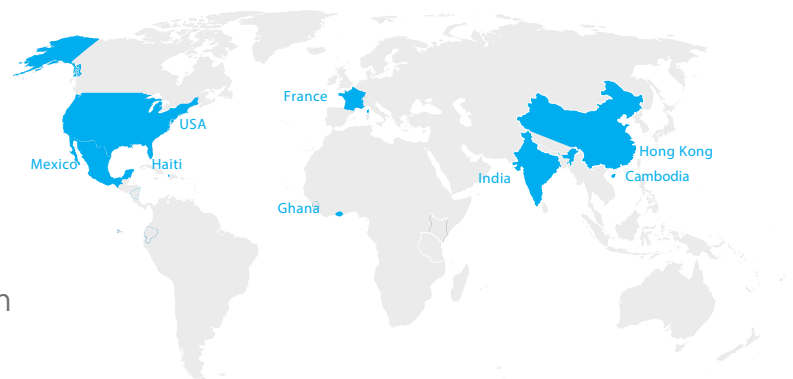 France
USA
Mexico
Haiti
Hong Kong
India
Cambodia
Ghana
n